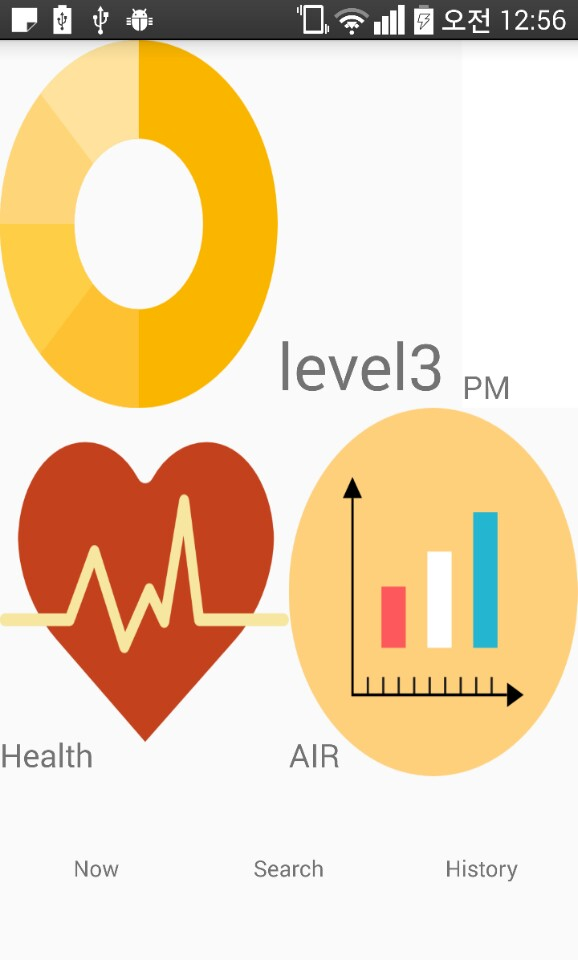 오전 12:56
level3
PM
Health
AIR
Now
Search
History